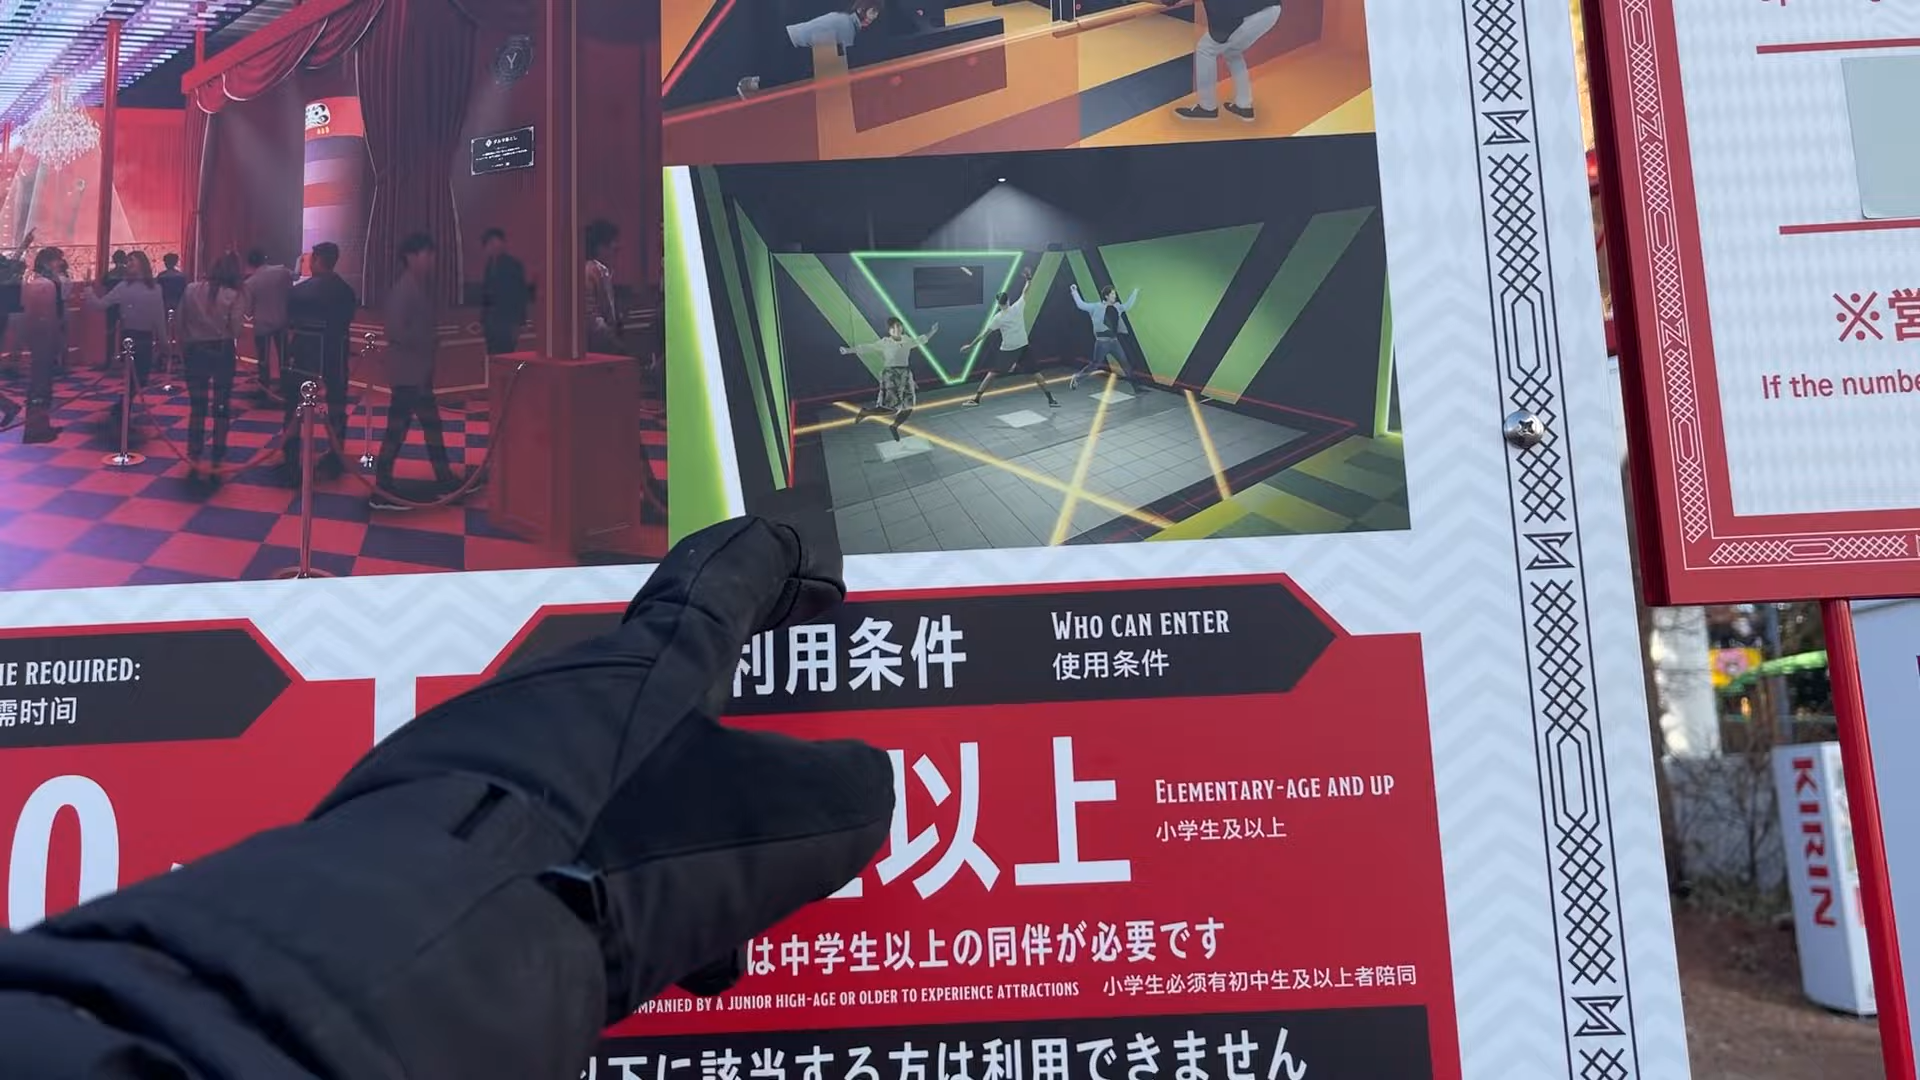 Y
※営
If the numbe
利用条件
WHO CAN ENTER
使用条件
E REQUIRED:
需时间
0
以上
ELEMENTARY-AGE AND UP
小学生及以上
は中学生以上の同伴が必要です
MPANIED BY A JUNIOR HIGH-AGE OR OLDER TO EXPERIENCE ATTRACTIONS
小学生必须有初中生及以上者陪同
以下に該当する方は利用できません
KIRIN